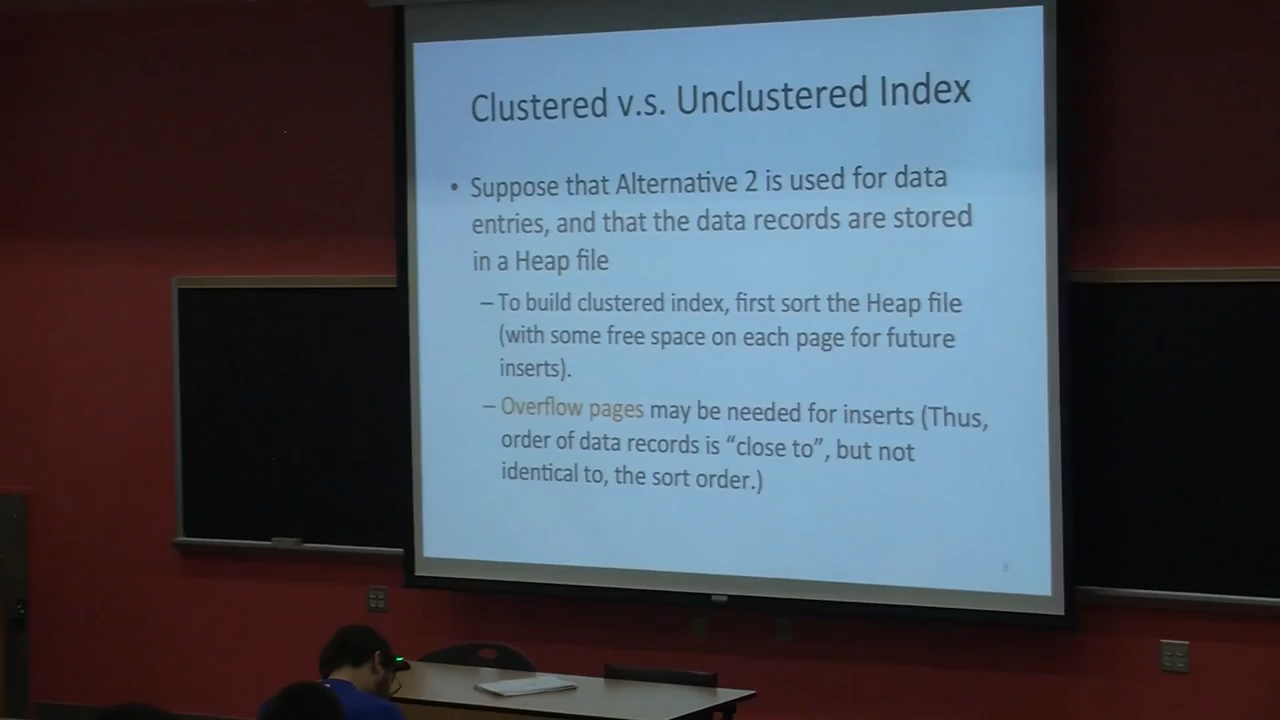 Clustered v.s. Unclustered Index
• Suppose that Alternative 2 is used for data
entries, and that the data records are stored
in a Heap file
– To build clustered index, first sort the Heap file
(with some free space on each page for future
inserts).
– Overflow pages may be needed for inserts (Thus,
order of data records is “close to”, but not
identical to, the sort order.)